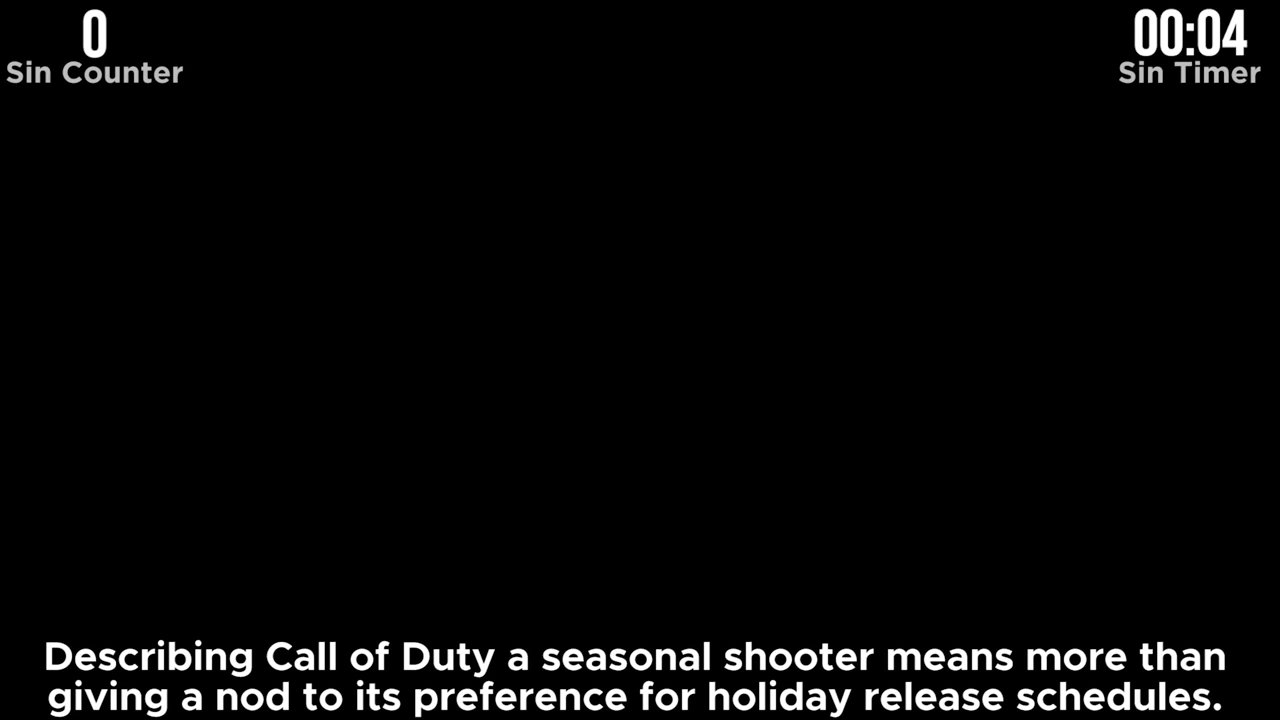 0
Sin Counter
00:04
Sin Timer
Describing Call of Duty a seasonal shooter means more than
giving a nod to its preference for holiday release schedules.